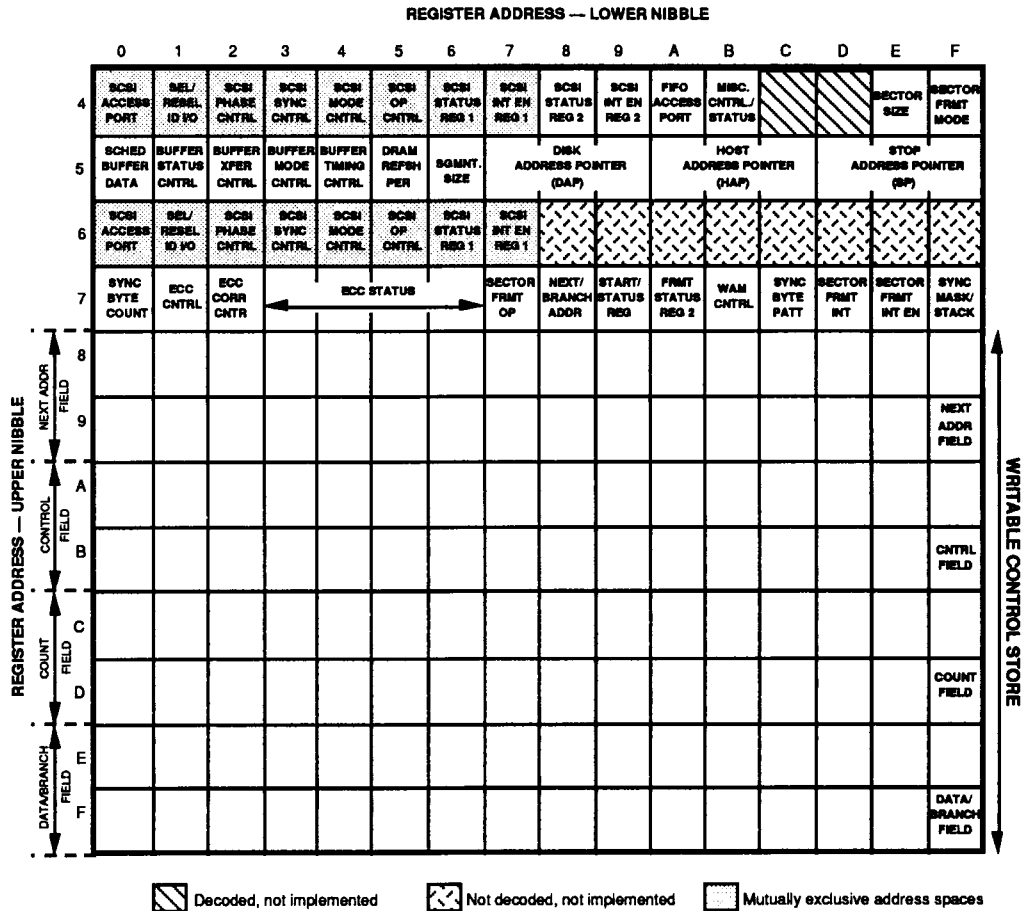 REGISTER ADDRESS — LOWER NIBBLE
0 1 2 3 4 5 6 7 8 9 A B C D E F
4
SCSI ACCESS PORT
SEL/ RESEL ID I/O
SCSI PHASE CNTRL
SCSI SYNC CNTRL
SCSI MODE CNTRL
SCSI OP CNTRL
SCSI STATUS REG 1
SCSI INT EN REG 1
SCSI STATUS REG 2
SCSI INT EN REG 2
FIFO ACCESS PORT
MISC. CNTRL./ STATUS
SECTOR SIZE
SECTOR FRMT MODE
5
SCHED BUFFER DATA
BUFFER STATUS CNTRL
BUFFER XFER CNTRL
BUFFER MODE CNTRL
BUFFER TIMING CNTRL
DRAM REFSH PER
SGMNT. SIZE
DISK ADDRESS POINTER (DAP)
HOST ADDRESS POINTER (HAP)
STOP ADDRESS POINTER (SP)
6
SCSI ACCESS PORT
SEL/ RESEL ID I/O
SCSI PHASE CNTRL
SCSI SYNC CNTRL
SCSI MODE CNTRL
SCSI OP CNTRL
SCSI STATUS REG 1
SCSI INT EN REG 1
7
SYNC BYTE COUNT
ECC CNTRL
ECC CORR CNTR
ECC STATUS
SECTOR FRMT OP
NEXT/ BRANCH ADDR
START/ STATUS REG
FRMT STATUS REG 2
WAM CNTRL
SYNC BYTE PATT
SECTOR FRMT INT
SECTOR FRMT INT EN
SYNC MASK/ STACK
REGISTER ADDRESS — UPPER NIBBLE
NEXT ADDR FIELD
8
9
NEXT ADDR FIELD
CONTROL FIELD
A
B
CNTRL FIELD
COUNT FIELD
C
D
COUNT FIELD
DATA/BRANCH FIELD
E
F
DATA/ BRANCH FIELD
WRITABLE CONTROL STORE
Decoded, not implemented
Not decoded, not implemented
Mutually exclusive address spaces